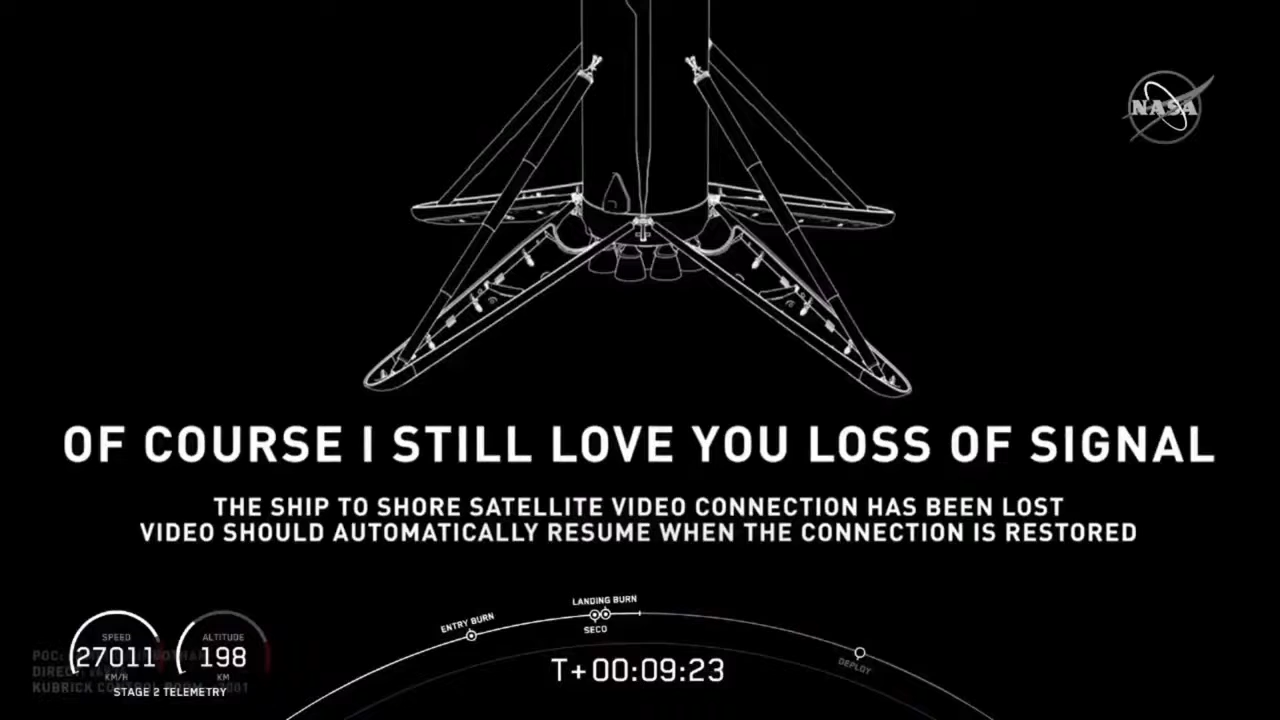 NASA
OF COURSE I STILL LOVE YOU LOSS OF SIGNAL
THE SHIP TO SHORE SATELLITE VIDEO CONNECTION HAS BEEN LOST
VIDEO SHOULD AUTOMATICALLY RESUME WHEN THE CONNECTION IS RESTORED
LANDING BURN
ENTRY BURN
SECO
SPEED
27011
KM/H
ALTITUDE
198
KM
STAGE 2 TELEMETRY
T+00:09:23
DEPLOY
POC:
KUBRICK CONTROL